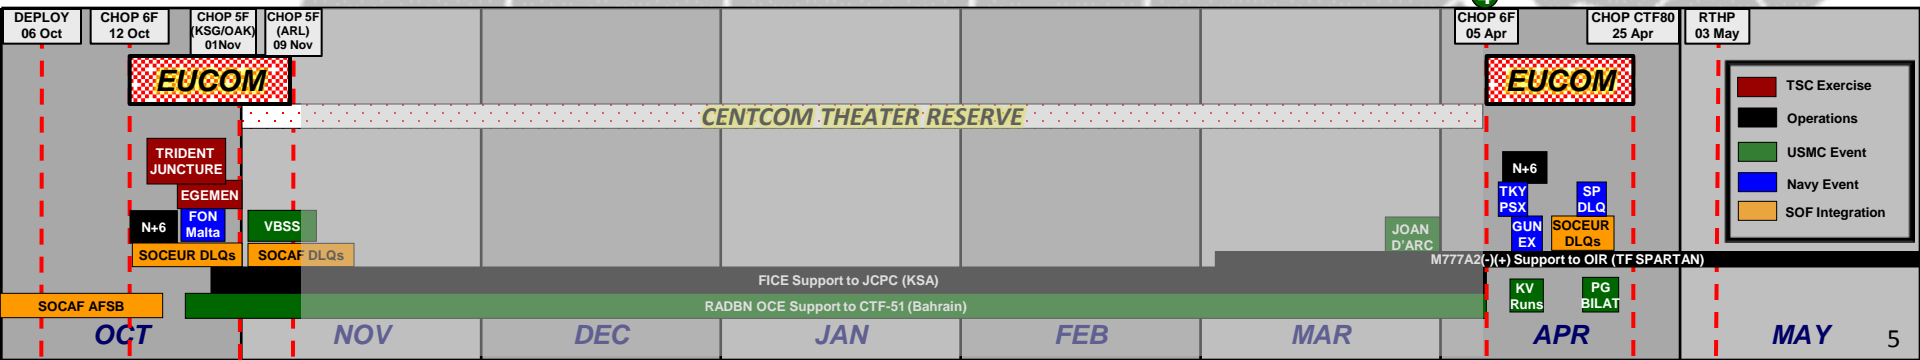 DEPLOY
06 Oct
CHOP 6F
12 Oct
CHOP 5F
(KSG/OAK)
01Nov
CHOP 5F
(ARL)
09 Nov
4
CHOP 6F
05 Apr
CHOP CTF80
25 Apr
RTHP
03 May
EUCOM
EUCOM
CENTCOM THEATER RESERVE
TSC Exercise
Operations
USMC Event
Navy Event
SOF Integration
TRIDENT
JUNCTURE
EGEMEN
N+6
FON
Malta
VBSS
SOCEUR DLQs
SOCAF DLQs
JOAN
D'ARC
N+6
TKY
PSX
SP
DLQ
GUN
EX
SOCEUR
DLQs
M777A2(-)(+) Support to OIR (TF SPARTAN)
FICE Support to JCPC (KSA)
SOCAF AFSB
RADBN OCE Support to CTF-51 (Bahrain)
KV
Runs
PG
BILAT
OCT
NOV
DEC
JAN
FEB
MAR
APR
MAY
5